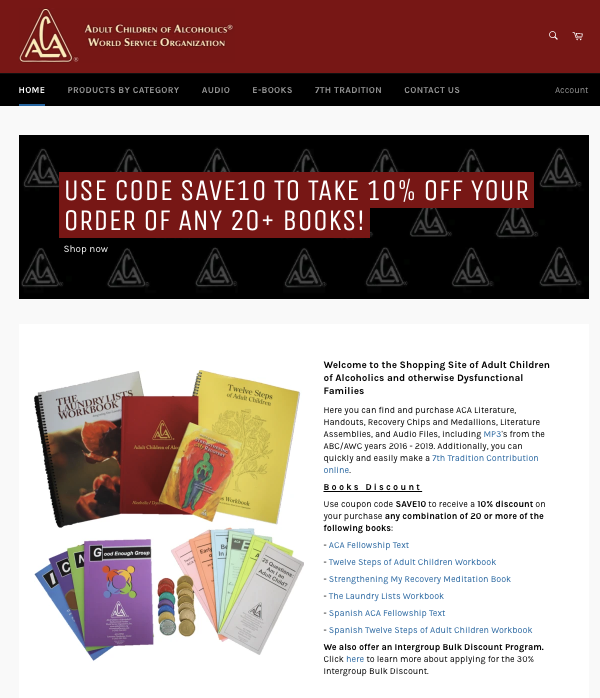 ACA
ADULT CHILDREN OF ALCOHOLICS®
WORLD SERVICE ORGANIZATION
HOME
PRODUCTS BY CATEGORY
AUDIO
E-BOOKS
7TH TRADITION
CONTACT US
Account
USE CODE SAVE10 TO TAKE 10% OFF YOUR
ORDER OF ANY 20+ BOOKS!
Shop now
THE
LAUNDRY LISTS
WORKBOOK
Twelve Steps
of Adult Children
Workbook
Good Enough Group
20 Questions
Am I an
Adult Child?
Welcome to the Shopping Site of Adult Children
of Alcoholics and otherwise Dysfunctional
Families
Here you can find and purchase ACA Literature,
Handouts, Recovery Chips and Medallions, Literature
Assemblies, and Audio Files, including MP3's from the
ABC/AWC years 2016 - 2019. Additionally, you can
quickly and easily make a 7th Tradition Contribution
online.
Books Discount
Use coupon code SAVE10 to receive a 10% discount on
your purchase any combination of 20 or more of the
following books:
- ACA Fellowship Text
- Twelve Steps of Adult Children Workbook
- Strengthening My Recovery Meditation Book
- The Laundry Lists Workbook
- Spanish ACA Fellowship Text
- Spanish Twelve Steps of Adult Children Workbook
We also offer an Intergroup Bulk Discount Program.
Click here to learn more about applying for the 30%
intergroup Bulk Discount.